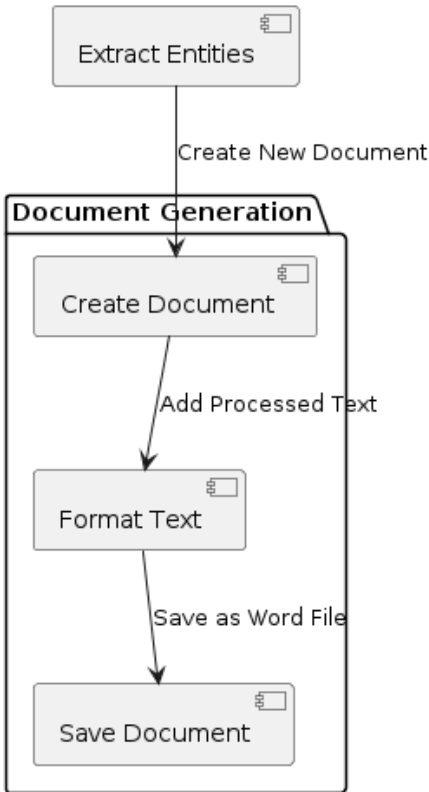 Extract Entities
Create New Document
Document Generation
Create Document
Add Processed Text
Format Text
Save as Word File
Save Document